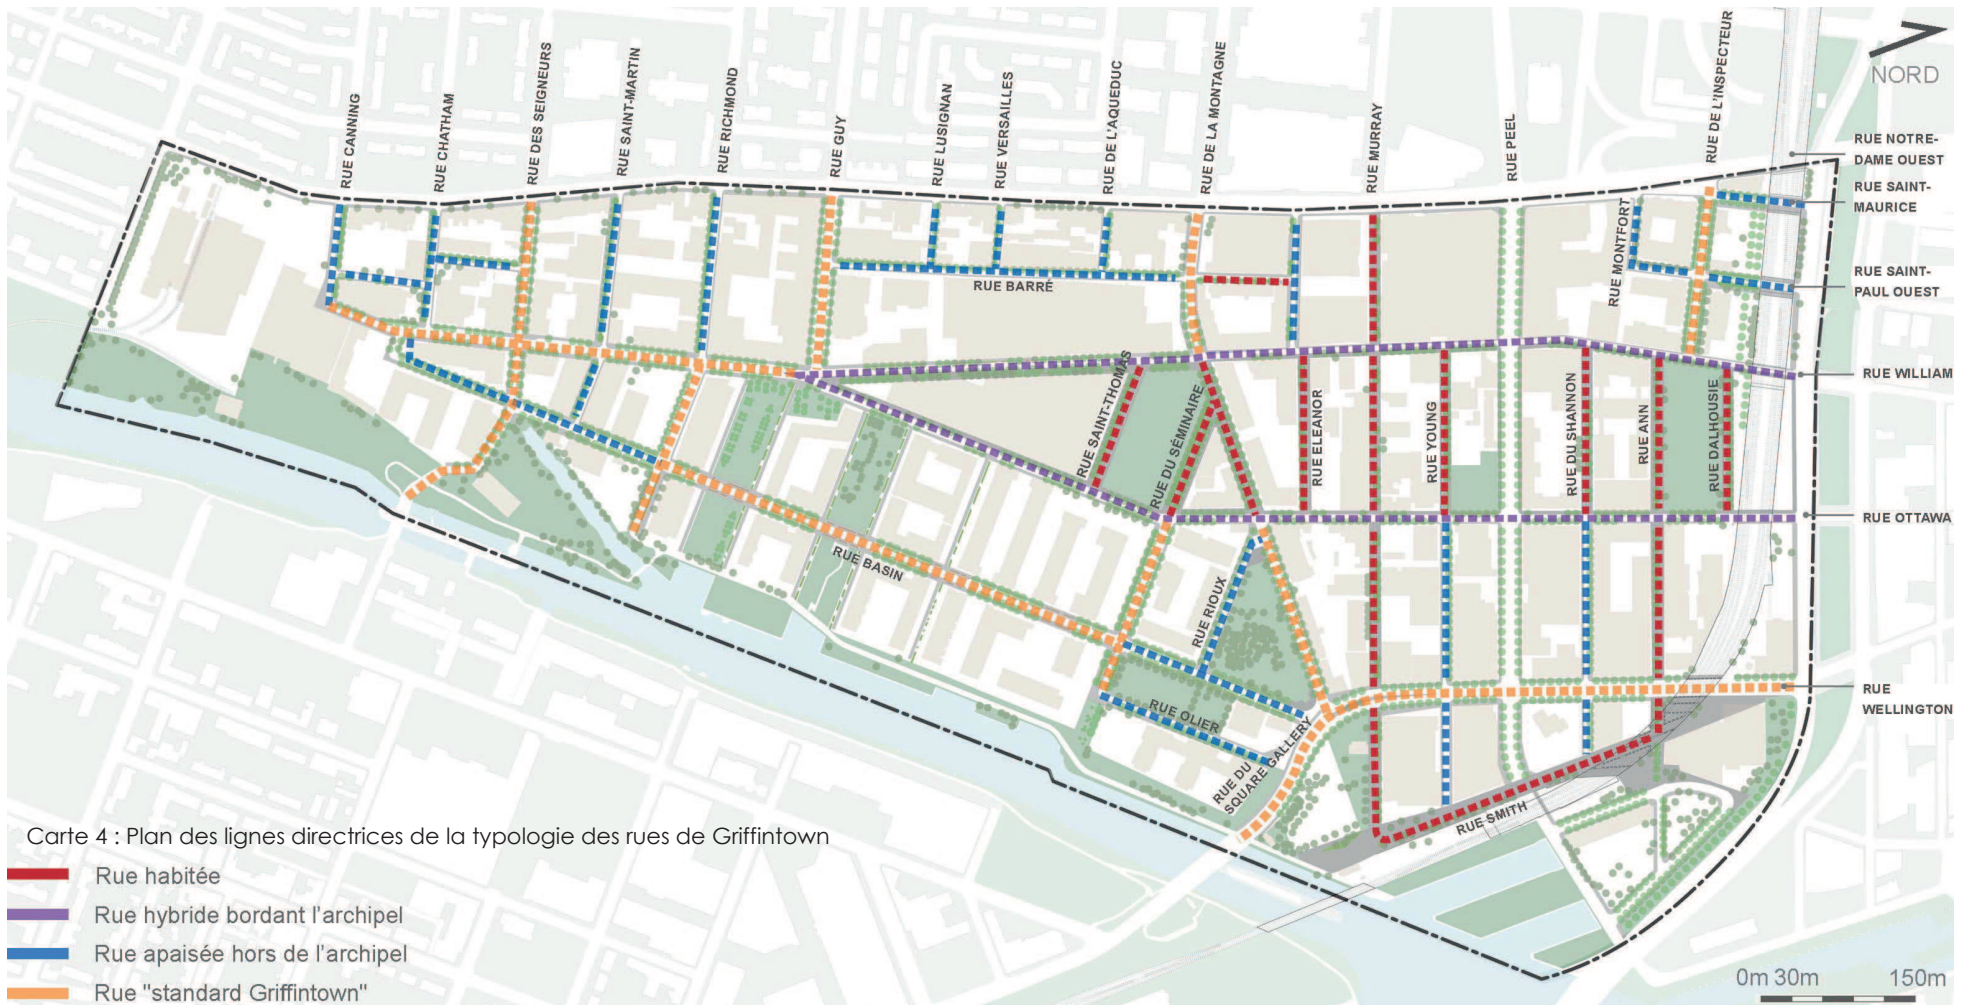 RUE CANNING
RUE CHATHAM
RUE DES SEIGNEURS
RUE SAINT-MARTIN
RUE RICHMOND
RUE GUY
RUE LUSIGNAN
RUE VERSAILLES
RUE DE L'AQUEDUC
RUE DE LA MONTAGNE
RUE MURRAY
RUE PEEL
RUE DE L'INSPECTEUR
NORD
RUE NOTRE-
DAME OUEST
RUE SAINT-
MAURICE
RUE MONTFORT
RUE SAINT-
PAUL OUEST
RUE BARRÉ
RUE WILLIAM
RUE SAINT-THOMAS
RUE DU SÉMINAIRE
RUE ELEANOR
RUE YOUNG
RUE DU SHANNON
RUE ANN
RUE DALHOUSIE
RUE OTTAWA
RUE BASIN
RUE RIOUX
RUE OLIER
RUE DU
SQUARE GALLERY
RUE
WELLINGTON
RUE SMITH
Carte 4 : Plan des lignes directrices de la typologie des rues de Griffintown
Rue habitée
Rue hybride bordant l'archipel
Rue apaisée hors de l'archipel
Rue "standard Griffintown"
0m 30m 150m